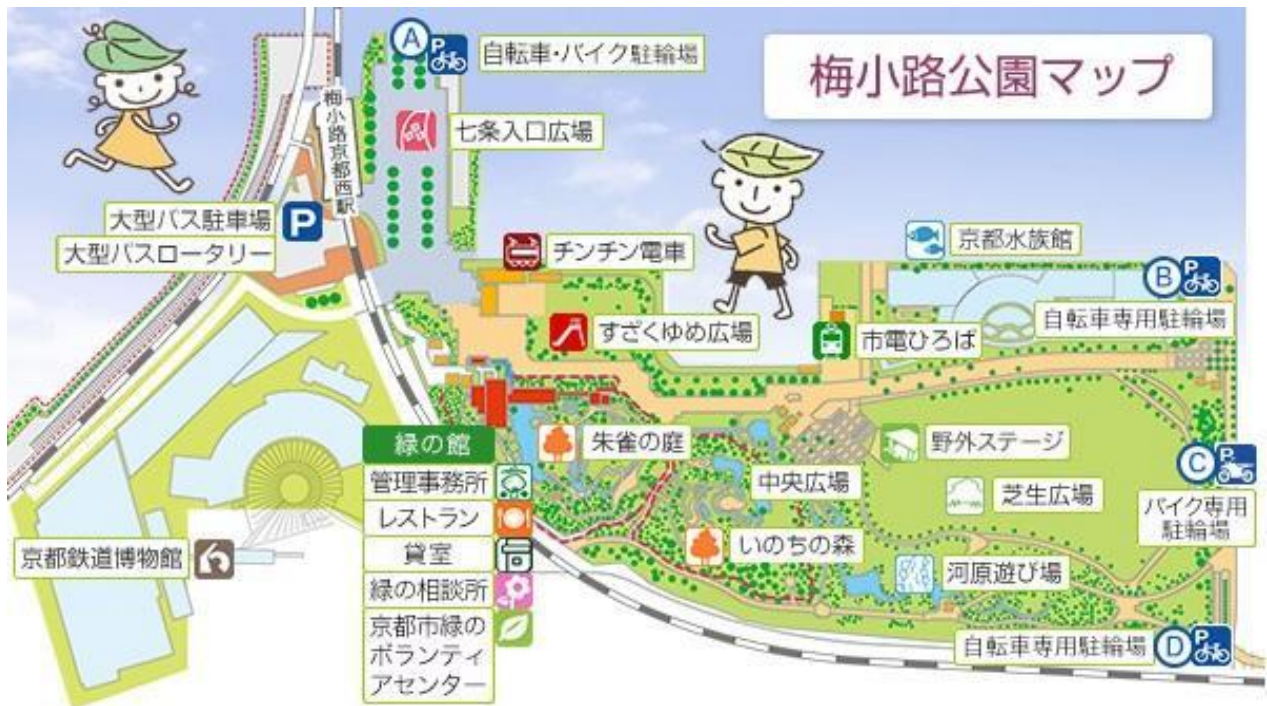 梅小路公園マップ
A
P
自転車・バイク駐輪場
七条入口広場
梅小路京都西駅
大型バス駐車場
P
大型バスロータリー
チンチン電車
京都水族館
B
P
自転車専用駐輪場
すざくゆめ広場
市電ひろば
緑の館
管理事務所
レストラン
貸室
緑の相談所
京都市緑の
ボランティ
アセンター
朱雀の庭
野外ステージ
中央広場
芝生広場
C
P
バイク専用
駐輪場
いのちの森
河原遊び場
京都鉄道博物館
自転車専用駐輪場
D
P